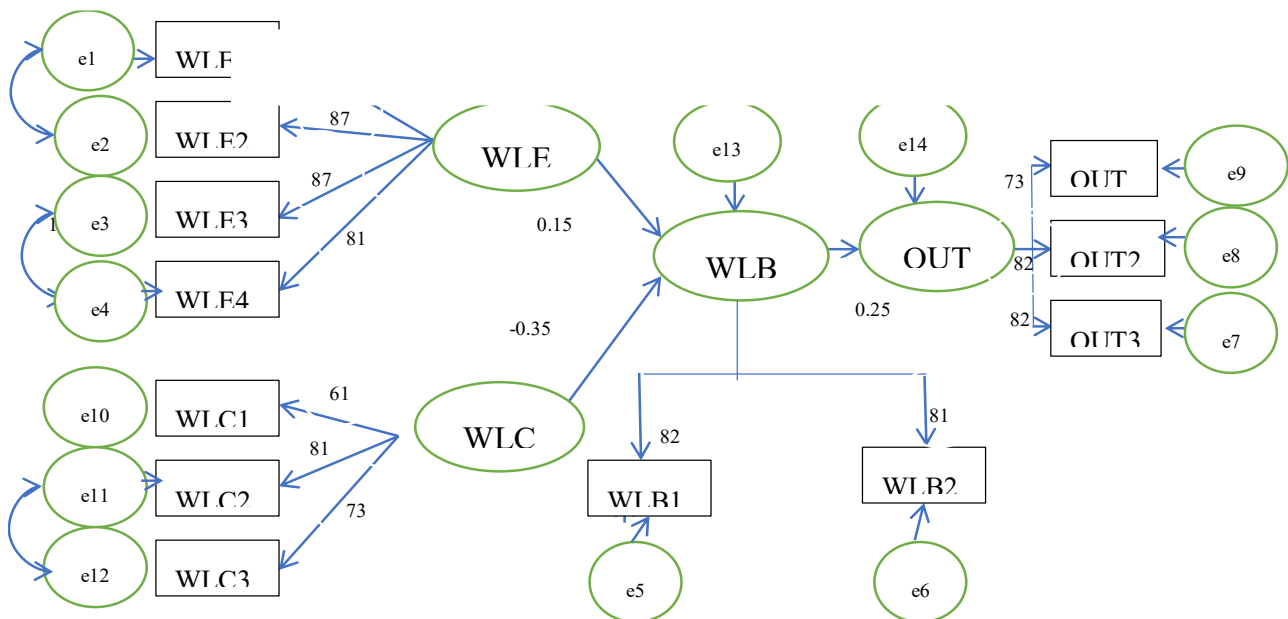 e1
WLE
e2
WLE2
87
WLE
e13
e14
OUT
e9
73
e3
WLE3
87
0.15
1
81
e4
WLE4
WLB
OUT
82
OUT2
e8
-0.35
0.25
82
OUT3
e7
e10
WLC1
61
WLC
e11
WLC2
81
82
81
WLB1
WLB2
73
e12
WLC3
e5
e6